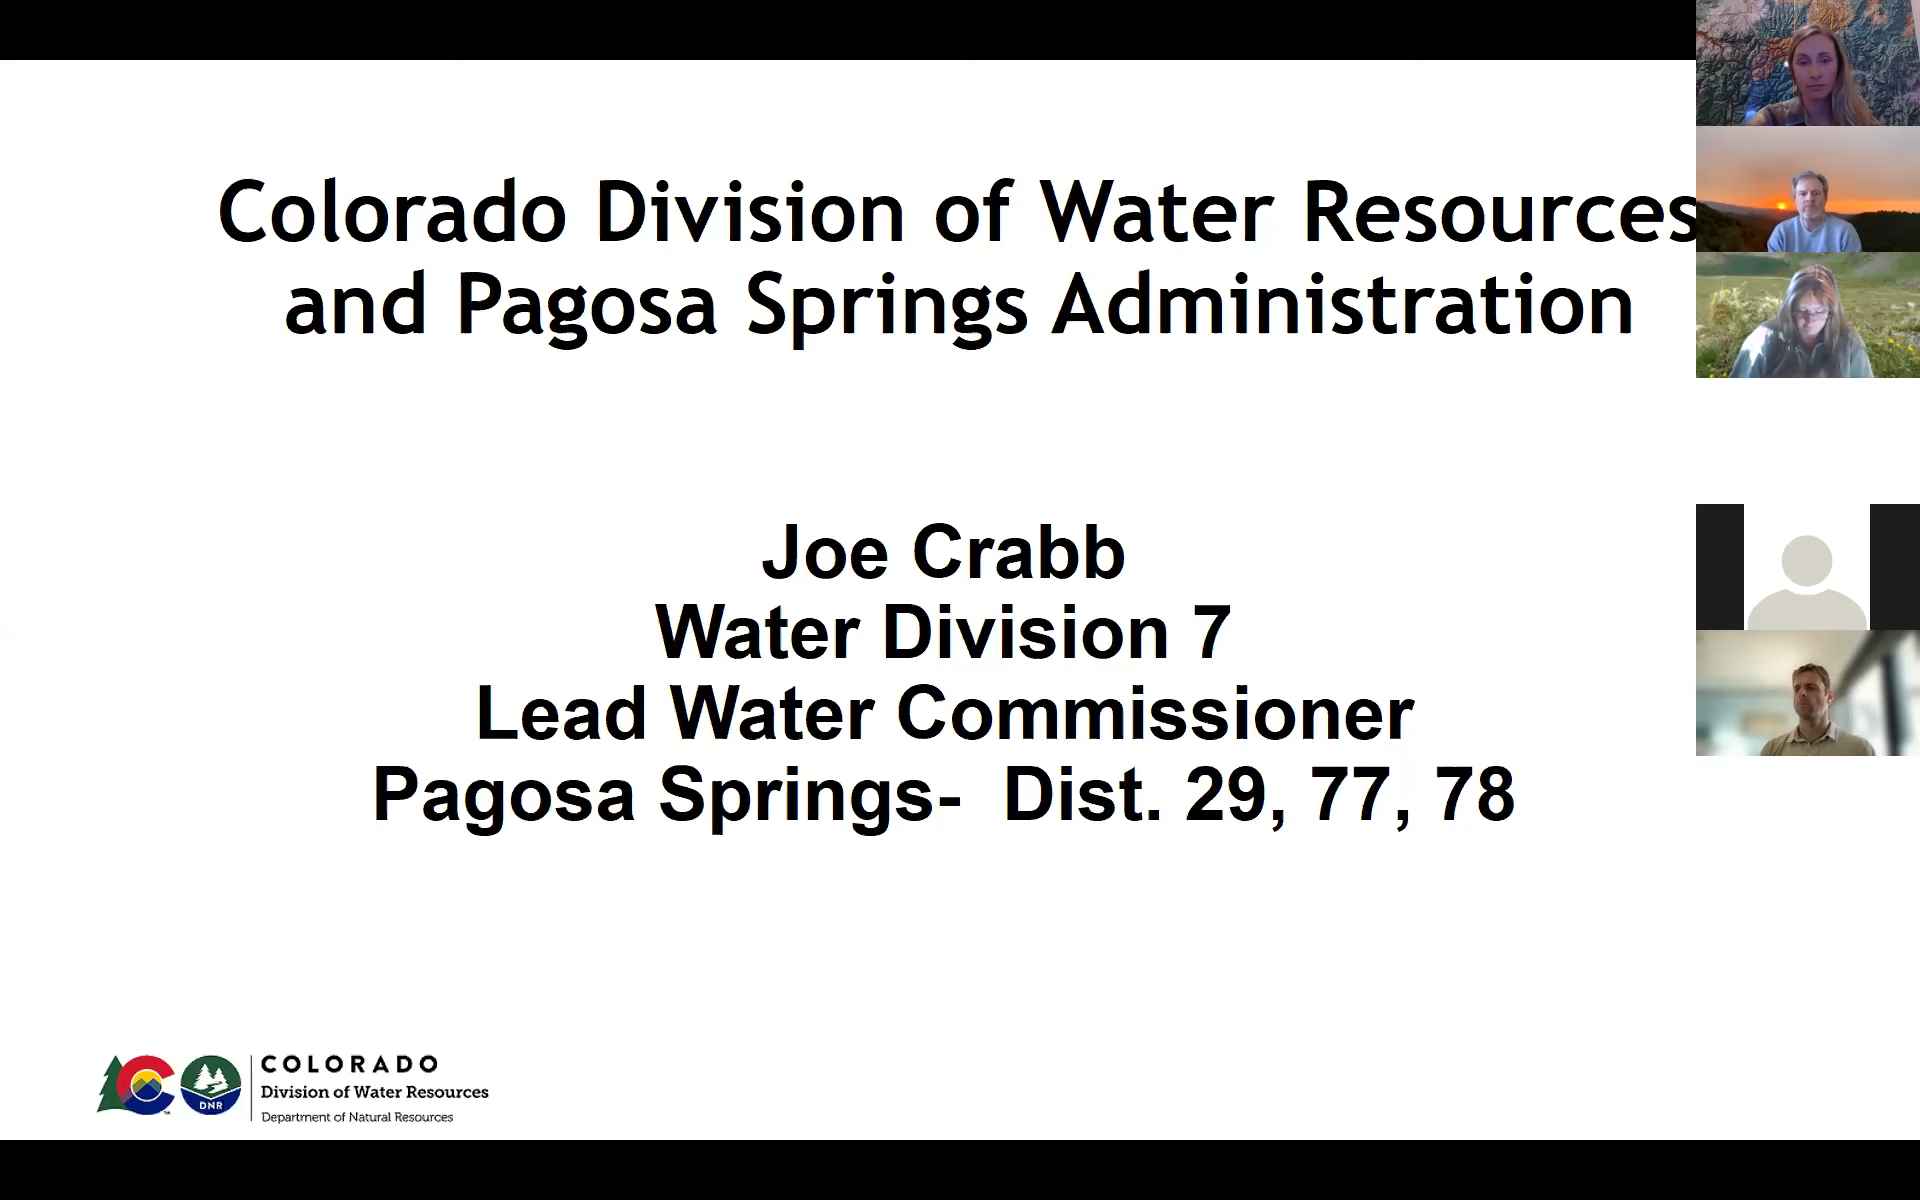 Colorado Division of Water Resources
and Pagosa Springs Administration
Joe Crabb
Water Division 7
Lead Water Commissioner
Pagosa Springs- Dist. 29, 77, 78
COLORADO
Division of Water Resources
Department of Natural Resources
DNR
TM